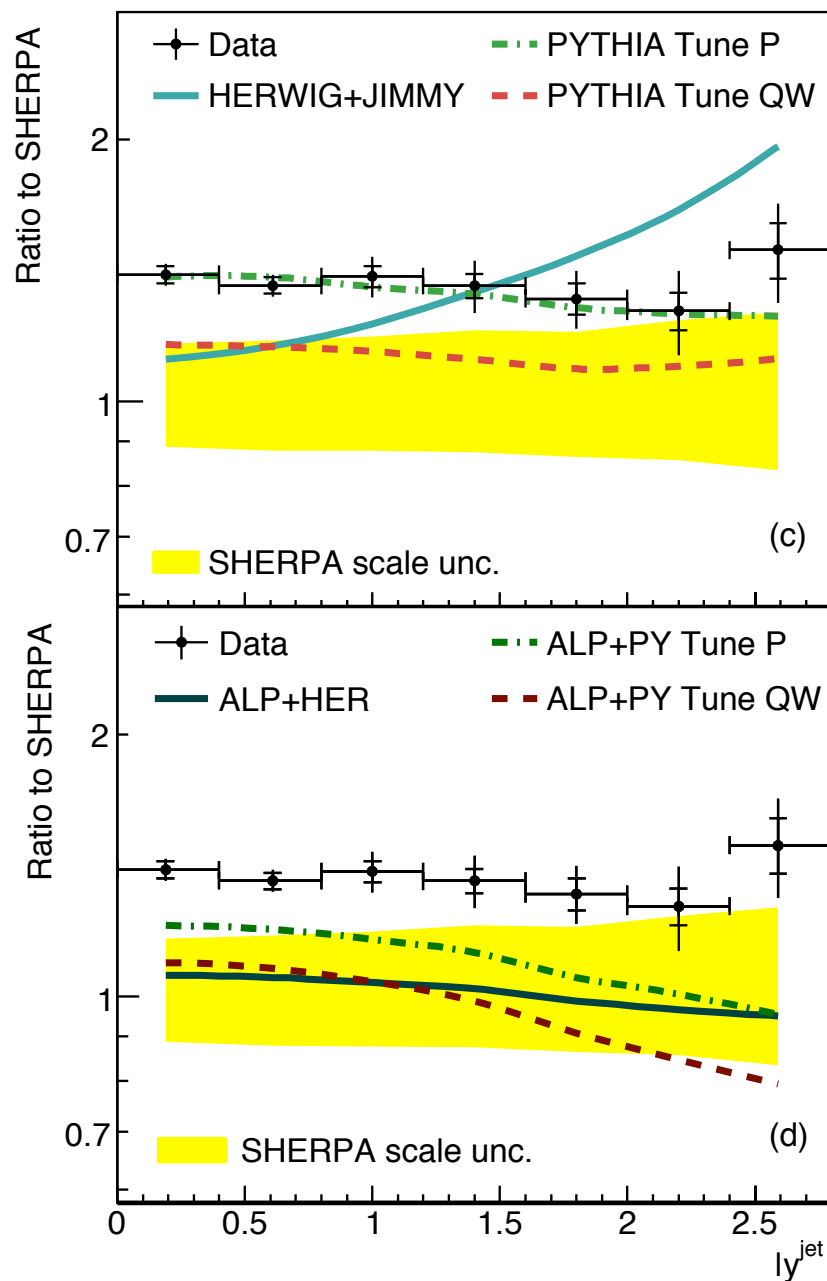 Ratio to SHERPA
Data
PYTHIA Tune P
HERWIG+JIMMY
PYTHIA Tune QW
2
1
0.7
SHERPA scale unc.
(c)
Ratio to SHERPA
Data
ALP+PY Tune P
ALP+HER
ALP+PY Tune QW
2
1
0.7
SHERPA scale unc.
(d)
0 0.5 1 1.5 2 2.5
|y^jet